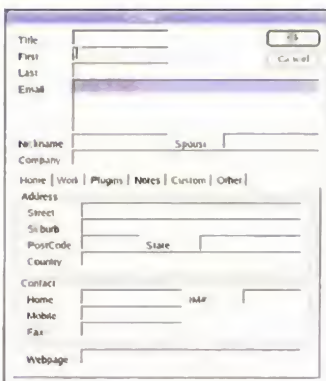 Title
First
Cancel
Last
Email
Nickname Spouse
Company
Home | Work | Plugins | Notes | Custom | Other |
Address
Street
Suburb
PostCode State
Country
Contact
Home
Mobile
Fax
Webpage